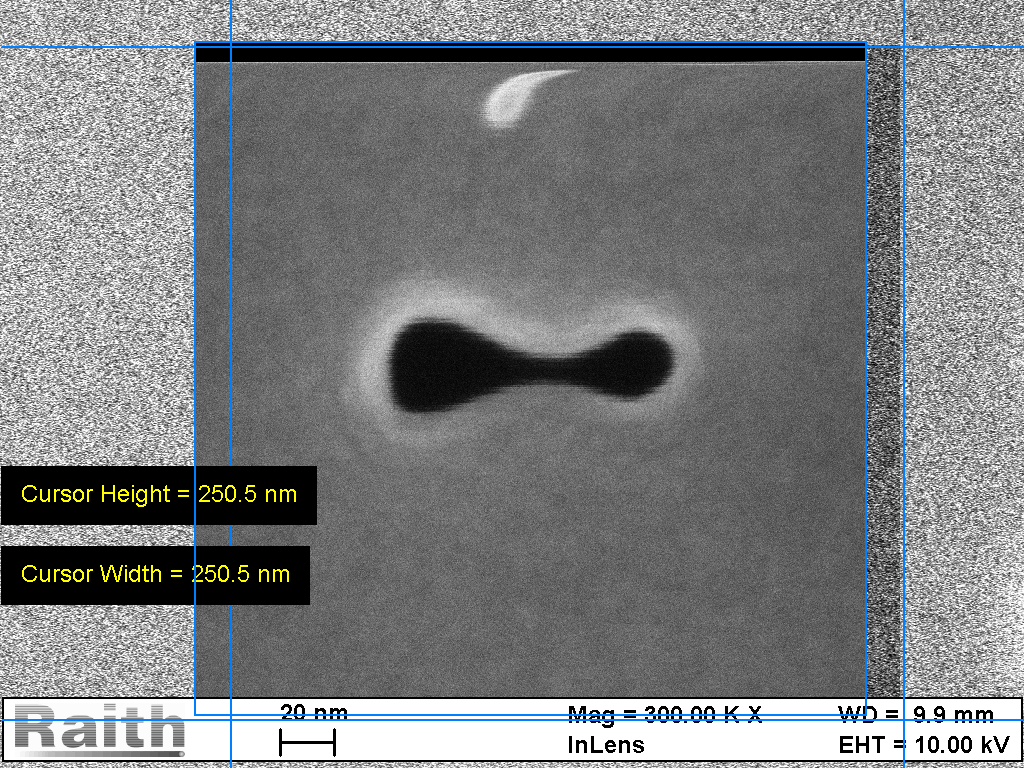 Cursor Height = 250.5 nm
Cursor Width = 250.5 nm
Raith
20 nm
Mag = 300.00 K X
WD = 9.9 mm
InLens
EHT = 10.00 kV